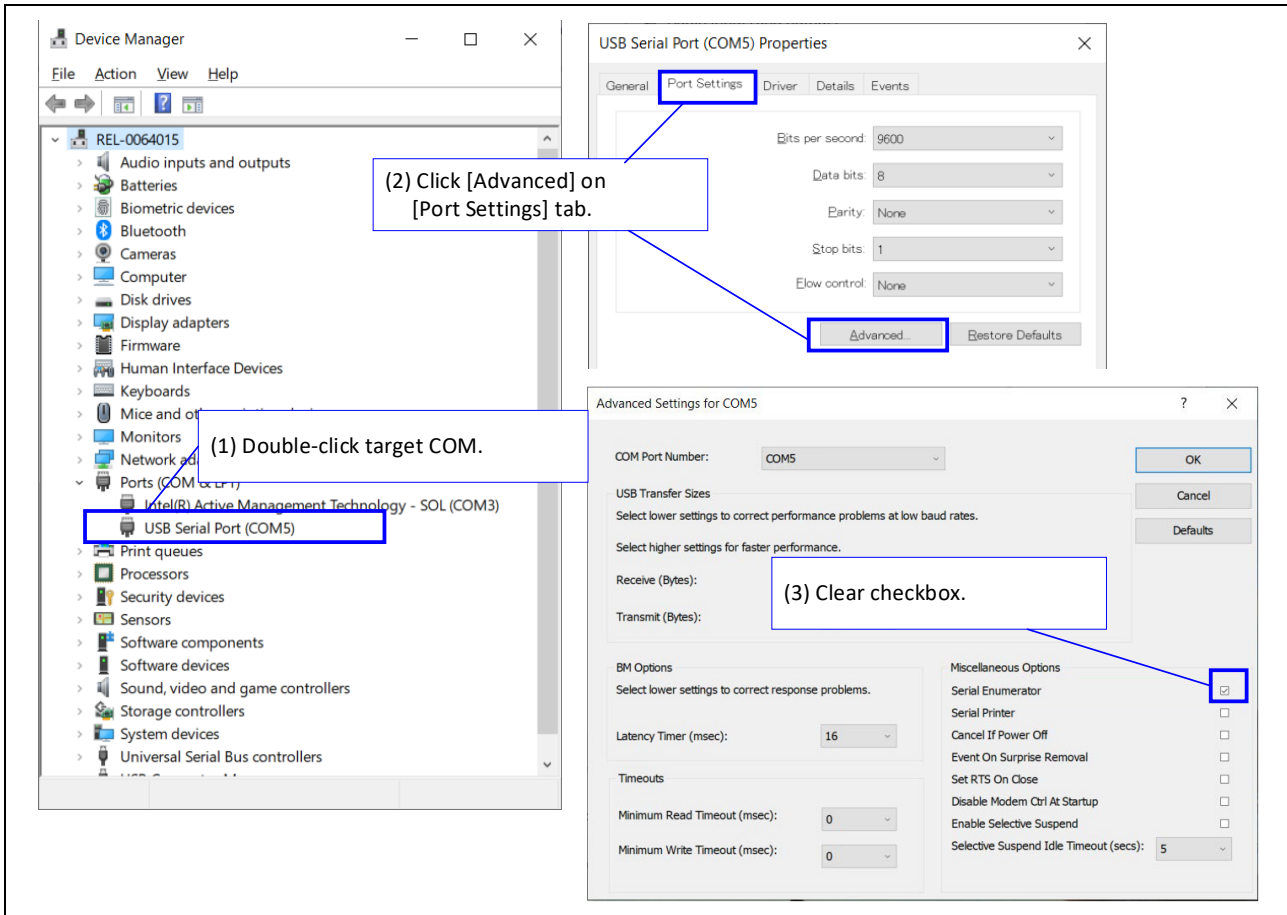 Device Manager
File Action View Help
REL-0064015
Audio inputs and outputs
Batteries
Biometric devices
Bluetooth
Cameras
Computer
Disk drives
Display adapters
Firmware
Human Interface Devices
Keyboards
Mice and
Monitors
Network
Ports (COM & LPT)
Intel(R) Active Management Technology - SOL (COM3)
USB Serial Port (COM5)
Print queues
Processors
Security devices
Sensors
Software components
Software devices
Sound, video and game controllers
Storage controllers
System devices
Universal Serial Bus controllers
(1) Double-click target COM.
(2) Click [Advanced] on
[Port Settings] tab.
USB Serial Port (COM5) Properties
General Port Settings Driver Details Events
Bits per second: 9600
Data bits: 8
Parity: None
Stop bits: 1
Flow control: None
Advanced... Restore Defaults
Advanced Settings for COM5 ?
COM Port Number: COM5 OK
USB Transfer Sizes Cancel
Select lower settings to correct performance problems at low baud rates.
Defaults
Select higher settings for faster performance.
Receive (Bytes):
(3) Clear checkbox.
Transmit (Bytes):
BM Options
Select lower settings to correct response problems.
Latency Timer (msec): 16
Timeouts
Minimum Read Timeout (msec): 0
Minimum Write Timeout (msec): 0
Miscellaneous Options
Serial Enumerator
Serial Printer
Cancel If Power Off
Event On Surprise Removal
Set RTS On Close
Disable Modem Ctrl At Startup
Enable Selective Suspend
Selective Suspend Idle Timeout (secs): 5